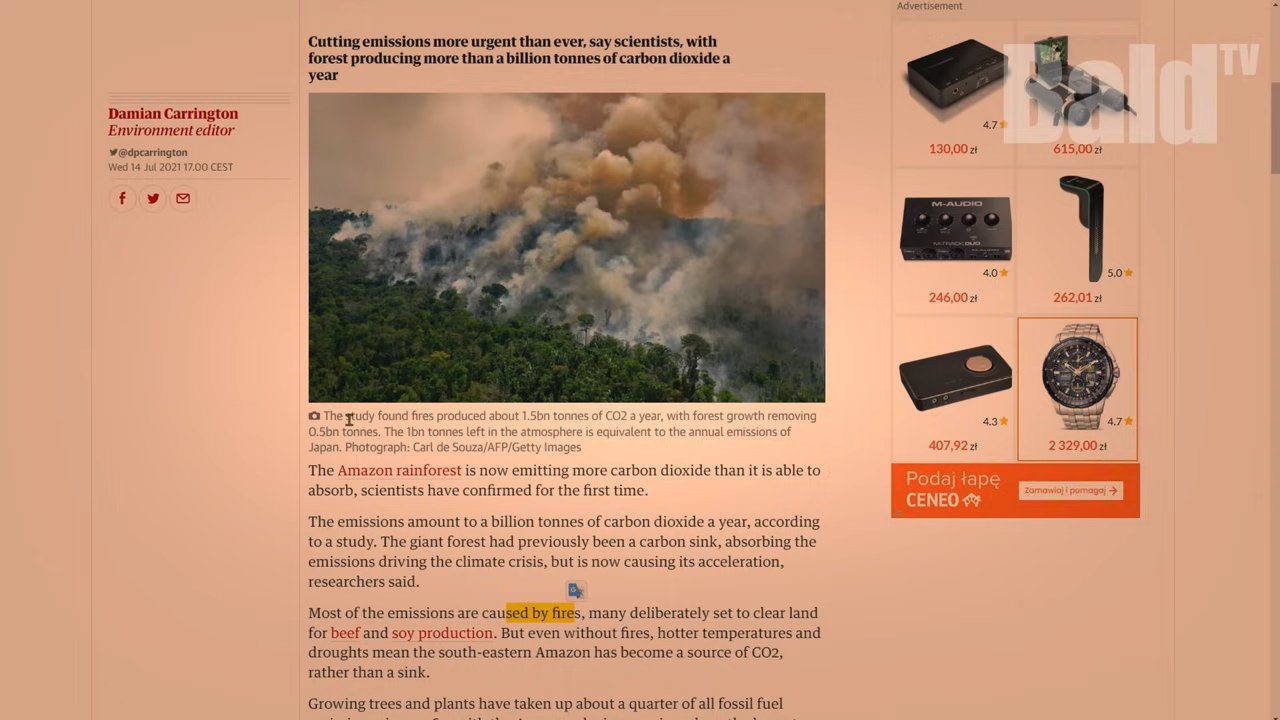 Advertisement
Bald TV
Cutting emissions more urgent than ever, say scientists, with
forest producing more than a billion tonnes of carbon dioxide a
year
Damian Carrington
Environment editor
@dpcarrington
Wed 14 Jul 2021 17.00 CEST
The study found fires produced about 1.5bn tonnes of CO2 a year, with forest growth removing
0.5bn tonnes. The 1bn tonnes left in the atmosphere is equivalent to the annual emissions of
Japan. Photograph: Carl de Souza/AFP/Getty Images
The Amazon rainforest is now emitting more carbon dioxide than it is able to
absorb, scientists have confirmed for the first time.
The emissions amount to a billion tonnes of carbon dioxide a year, according
to a study. The giant forest had previously been a carbon sink, absorbing the
emissions driving the climate crisis, but is now causing its acceleration,
researchers said.
Most of the emissions are caused by fires, many deliberately set to clear land
for beef and soy production. But even without fires, hotter temperatures and
droughts mean the south-eastern Amazon has become a source of CO2,
rather than a sink.
Growing trees and plants have taken up about a quarter of all fossil fuel
4.7
130,00 zł
615,00 zł
M-AUDIO
M-TRACK DUO
4.0
5.0
246,00 zł
262,01 zł
4.3
4.7
407,92 zł
2 329,00 zł
Podaj łapę
CENEO
Zamawiaj i pomagaj